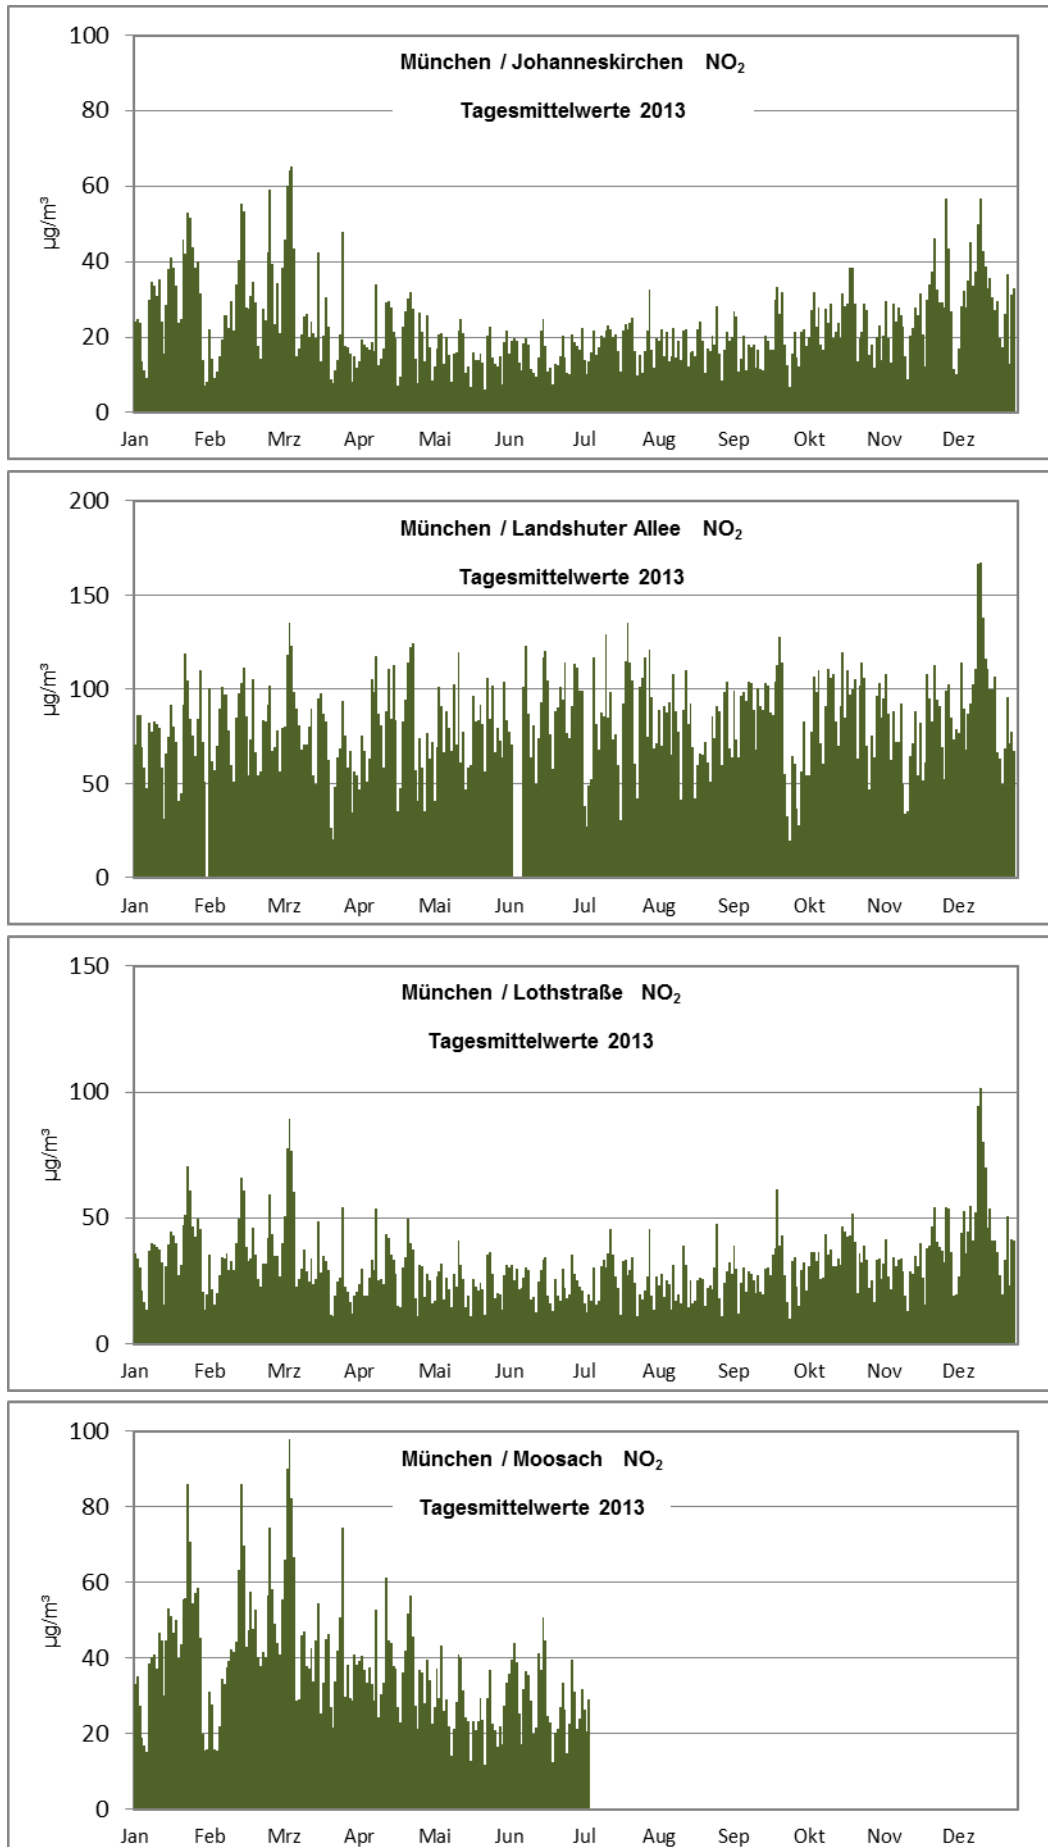 München / Johanneskirchen NO₂
Tagesmittelwerte 2013
µg/m³
100
80
60
40
20
0
Jan Feb Mrz Apr Mai Jun Jul Aug Sep Okt Nov Dez
München / Landshuter Allee NO₂
Tagesmittelwerte 2013
µg/m³
200
150
100
50
0
Jan Feb Mrz Apr Mai Jun Jul Aug Sep Okt Nov Dez
München / Lothstraße NO₂
Tagesmittelwerte 2013
µg/m³
150
100
50
0
Jan Feb Mrz Apr Mai Jun Jul Aug Sep Okt Nov Dez
München / Moosach NO₂
Tagesmittelwerte 2013
µg/m³
100
80
60
40
20
0
Jan Feb Mrz Apr Mai Jun Jul Aug Sep Okt Nov Dez